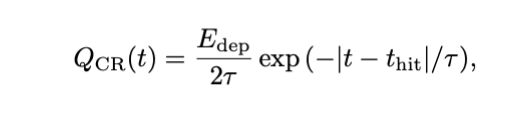 Q_CR(t) = E_dep/2τ exp (−|t − t_hit|/τ),